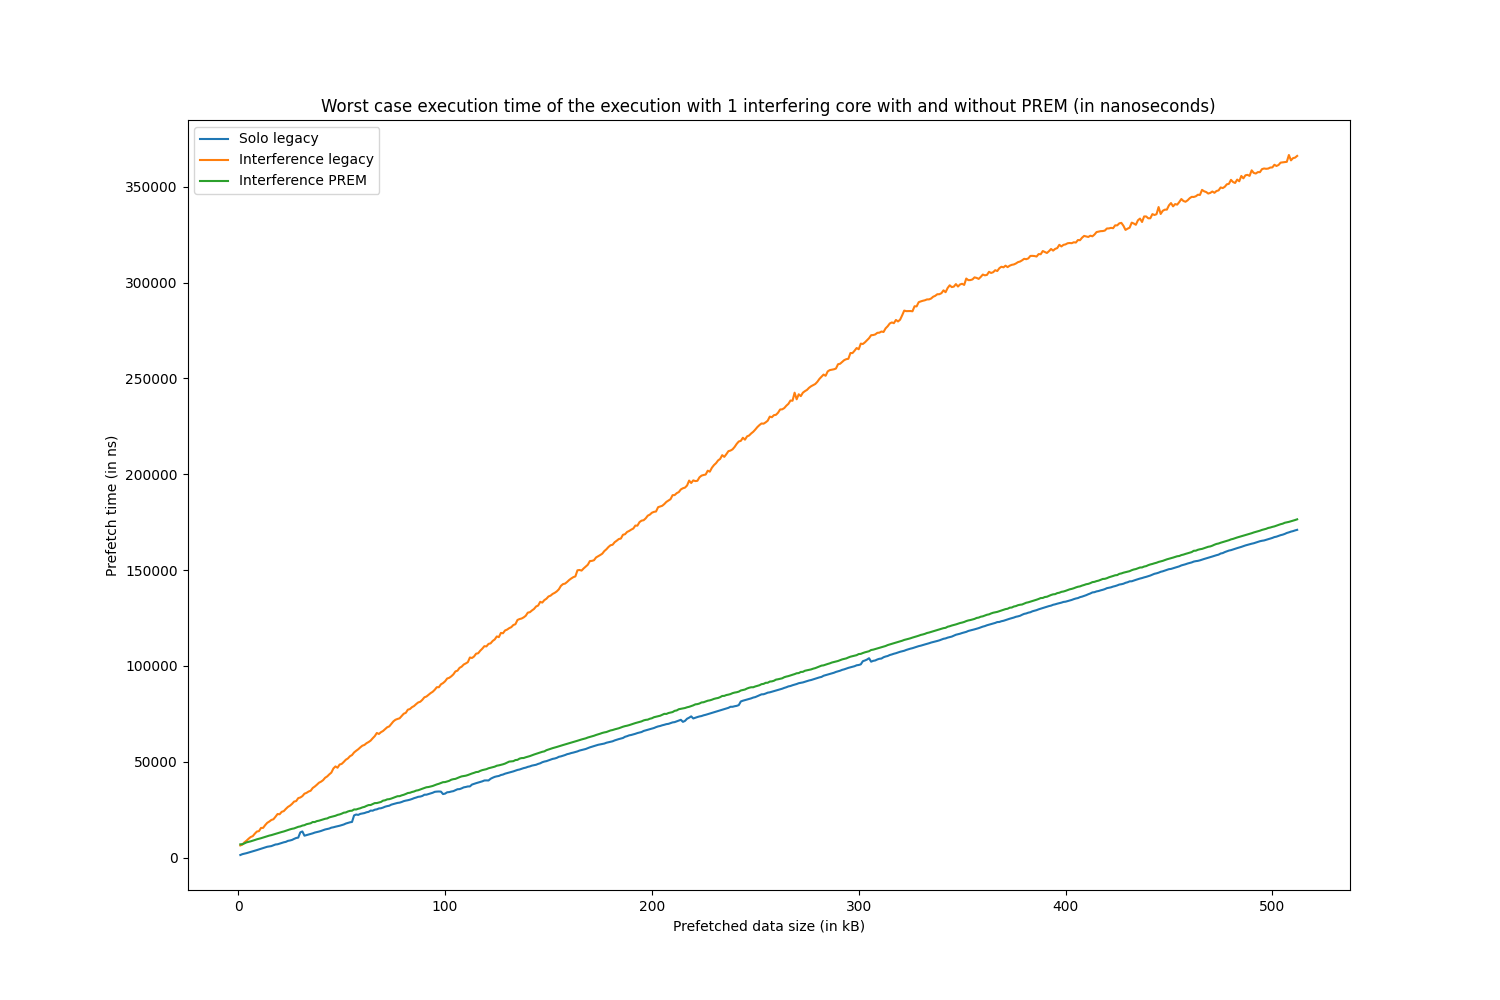 Worst case execution time of the execution with 1 interfering core with and without PREM (in nanoseconds)
Solo legacy
Interference legacy
Interference PREM
Prefetch time (in ns)
350000
300000
250000
200000
150000
100000
50000
0
0 100 200 300 400 500
Prefetched data size (in kB)